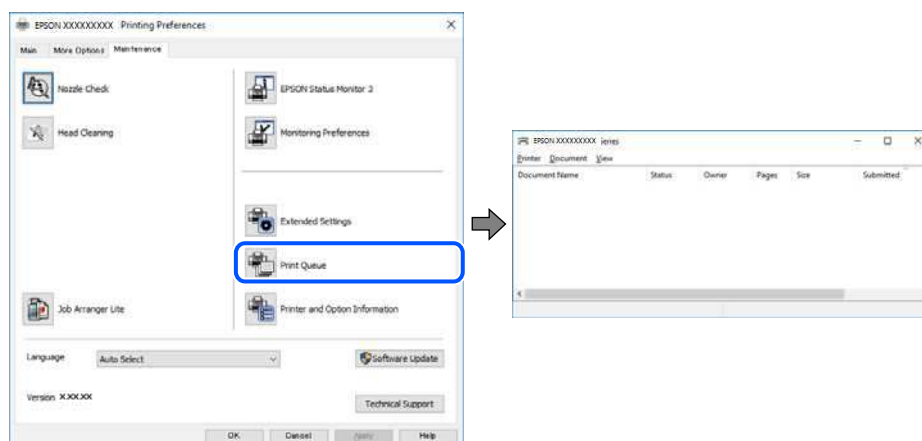 EPSON XXXXXXXXX Printing Preferences
Main More Options Maintenance
Nozzle Check
EPSON Status Monitor 3
Head Cleaning
Monitoring Preferences
Extended Settings
Print Queue
Job Arranger Lite
Printer and Option Information
Language Auto Select
Software Update
Version X.XX.XX
Technical Support
OK Cancel Apply Help
EPSON XXXXXXXXX Series
Printer Document View
Document Name Status Owner Pages Size Submitted